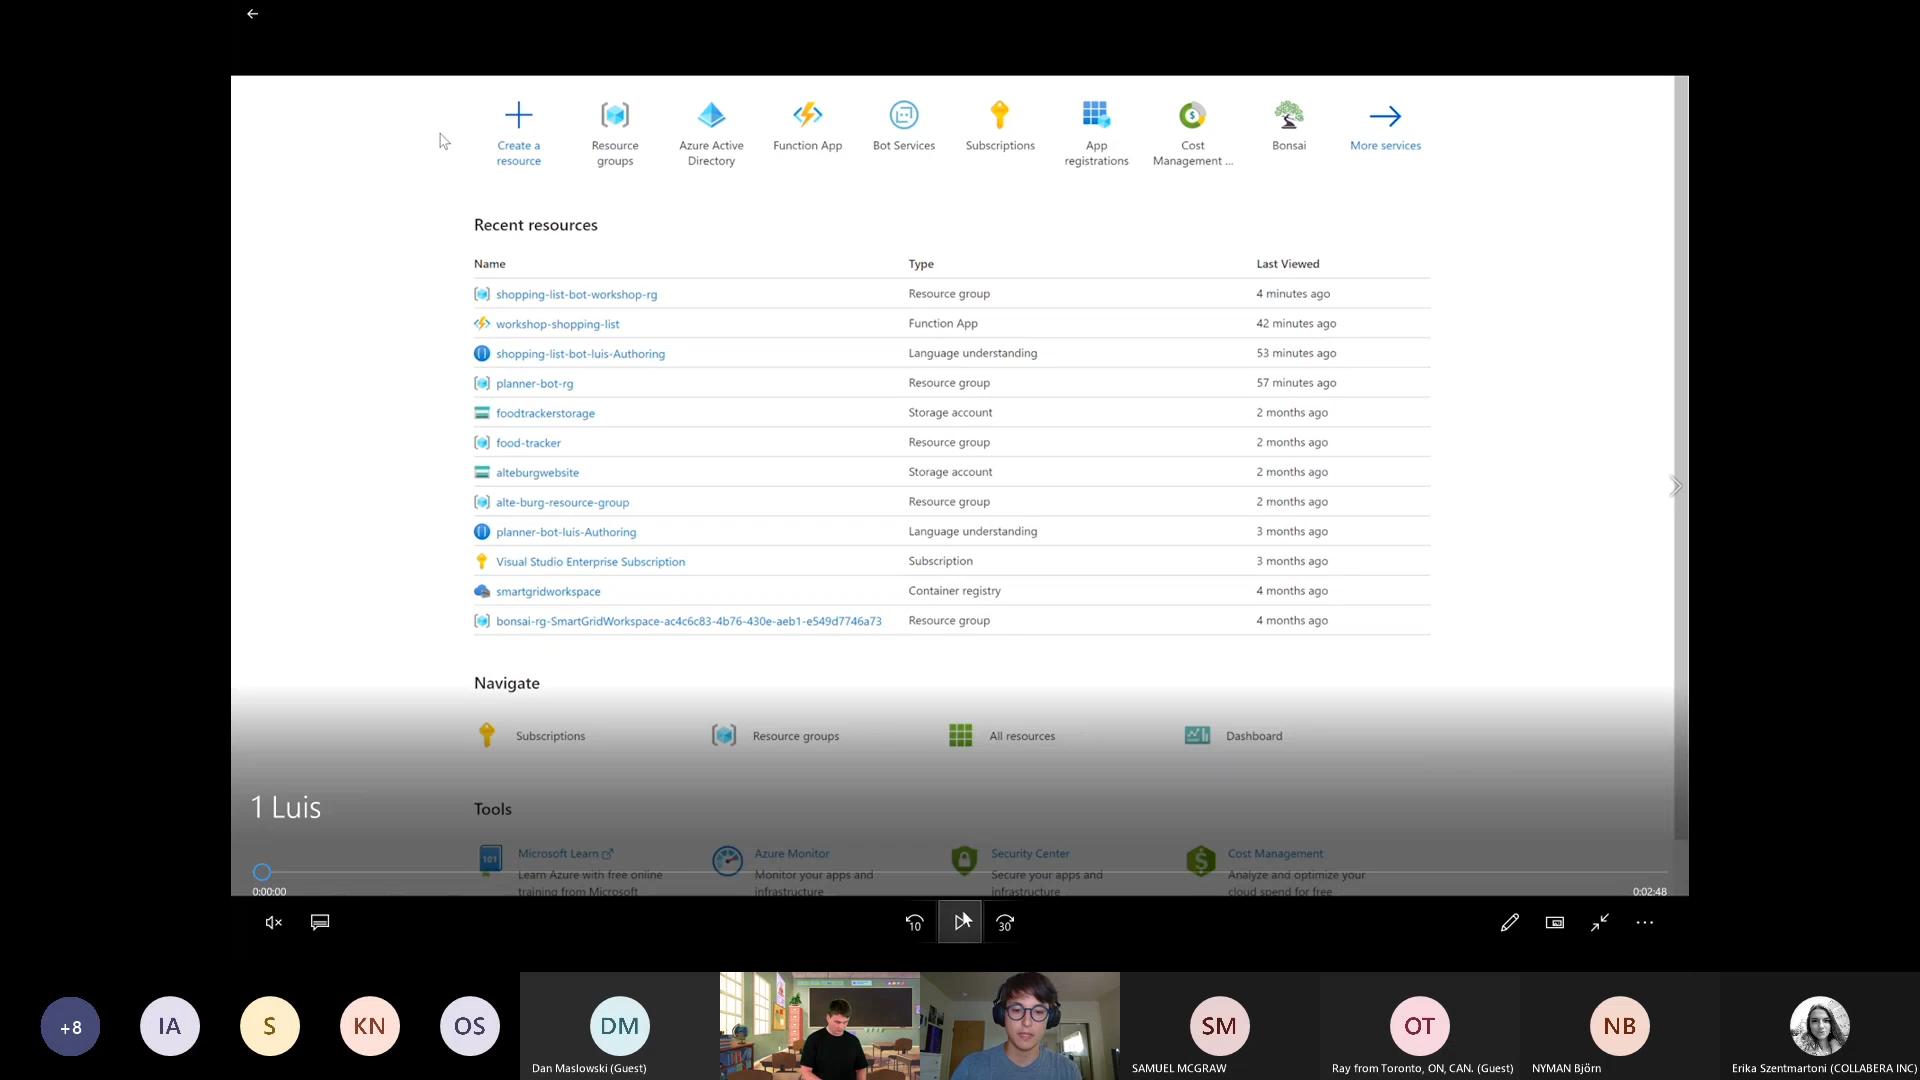 Create a resource
Resource groups
Azure Active Directory
Function App
Bot Services
Subscriptions
App registrations
Cost Management ...
Bonsai
More services
Recent resources
Name Type Last Viewed
shopping-list-bot-workshop-rg Resource group 4 minutes ago
workshop-shopping-list Function App 42 minutes ago
shopping-list-bot-luis-Authoring Language understanding 53 minutes ago
planner-bot-rg Resource group 57 minutes ago
foodtrackerstorage Storage account 2 months ago
food-tracker Resource group 2 months ago
alteburgwebsite Storage account 2 months ago
alte-burg-resource-group Resource group 2 months ago
planner-bot-luis-Authoring Language understanding 3 months ago
Visual Studio Enterprise Subscription Subscription 3 months ago
smartgridworkspace Container registry 4 months ago
bonsai-rg-SmartGridWorkspace-ac4c6c83-4b76-430e-aeb1-e549d7746a73 Resource group 4 months ago
Navigate
Subscriptions Resource groups All resources Dashboard
1 Luis
Tools
101
Microsoft Learn
Learn Azure with free online
training from Microsoft
Azure Monitor
Monitor your apps and
infrastructure
Security Center
Secure your apps and
infrastructure
Cost Management
Analyze and optimize your
cloud spend for free
0:00:00 0:02:48
10 30
+8 IA S KN OS DM SM OT NB
Dan Maslowski (Guest)
SAMUEL MCGRAW
Ray from Toronto, ON, CAN. (Guest)
NYMAN Björn
Erika Szentmartoni (COLLABERA INC)